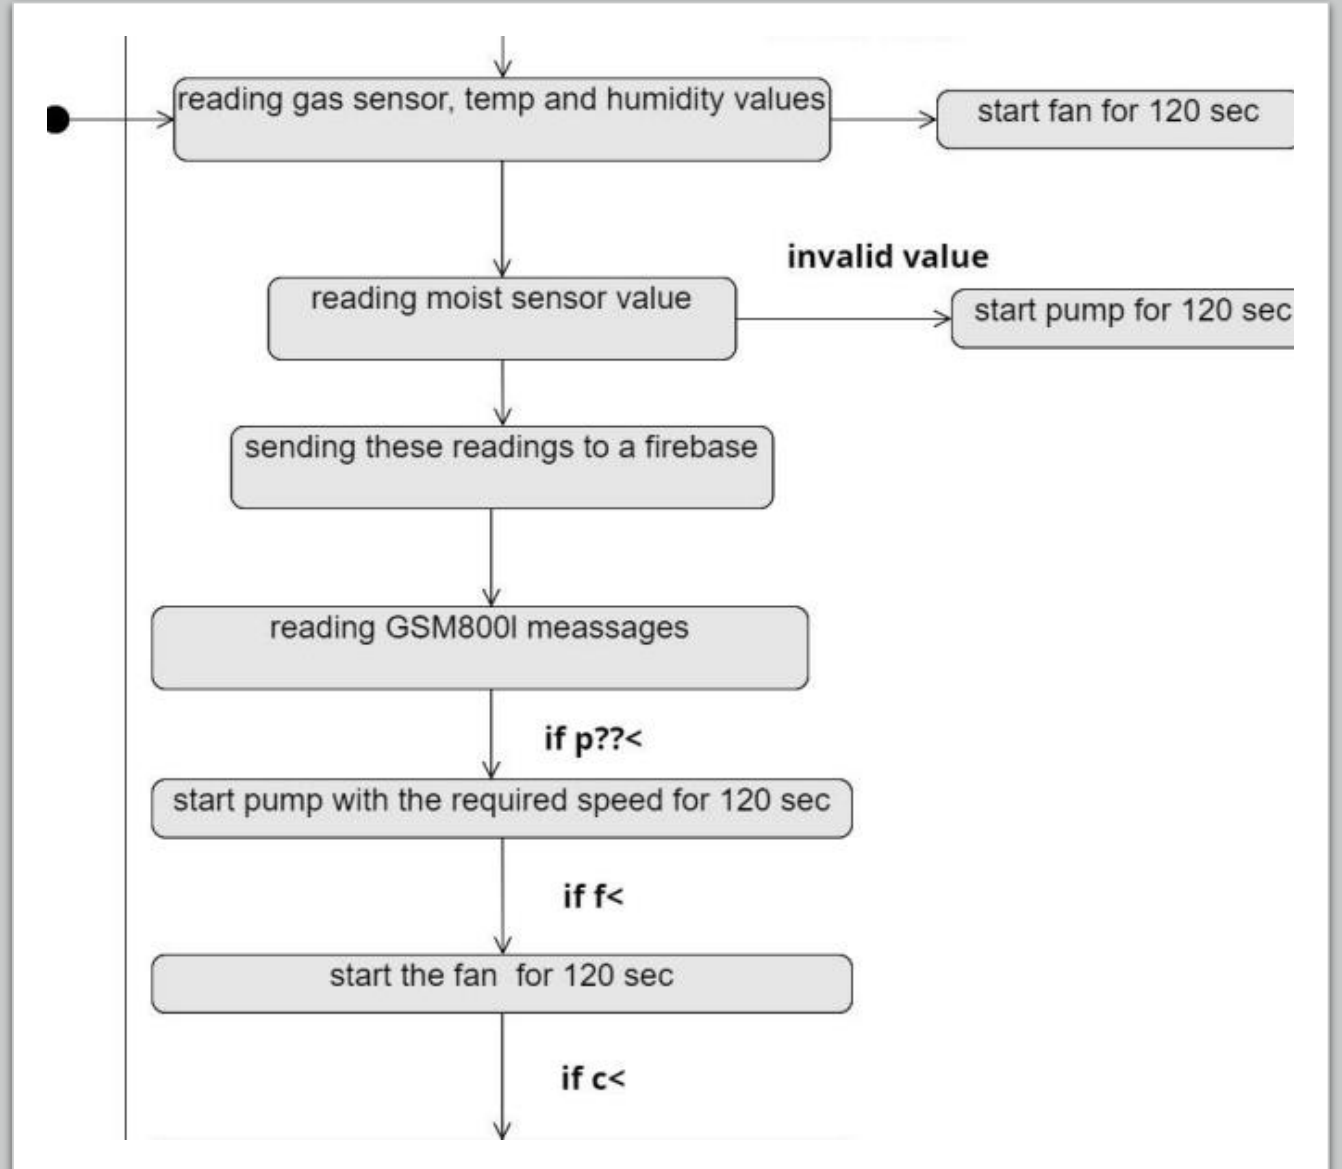 reading gas sensor, temp and humidity values
start fan for 120 sec
invalid value
reading moist sensor value
start pump for 120 sec
sending these readings to a firebase
reading GSM800l meassages
if p??<
start pump with the required speed for 120 sec
if f<
start the fan for 120 sec
if c<